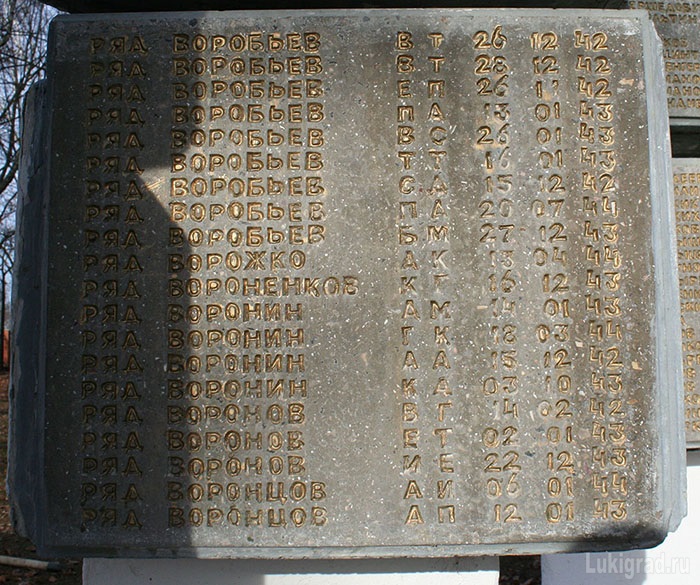 РЯД ВОРОБЬЕВ В Т 26 12 42
РЯД ВОРОБЬЕВ В Т 28 12 42
РЯД ВОРОБЬЕВ Е П 26 11 42
РЯД ВОРОБЬЕВ П А 13 01 43
РЯД ВОРОБЬЕВ В С 26 01 43
РЯД ВОРОБЬЕВ Т Т 16 01 43
РЯД ВОРОБЬЕВ С А 15 12 42
РЯД ВОРОБЬЕВ П А 20 07 44
РЯД ВОРОБЬЕВ Б М 27 12 43
РЯД ВОРОЖКО А К 13 04 44
РЯД ВОРОНЕНКОВ К Г 16 12 43
РЯД ВОРОНИН А М 14 01 43
РЯД ВОРОНИН Г К 18 03 44
РЯД ВОРОНИН А А 15 12 42
РЯД ВОРОНИН К Д 03 10 43
РЯД ВОРОНОВ В Г 14 02 42
РЯД ВОРОНОВ Е Т 02 01 43
РЯД ВОРОНОВ И Е 22 12 43
РЯД ВОРОНЦОВ А И 06 01 44
РЯД ВОРОНЦОВ А П 12 01 43
Lukigrad.ru